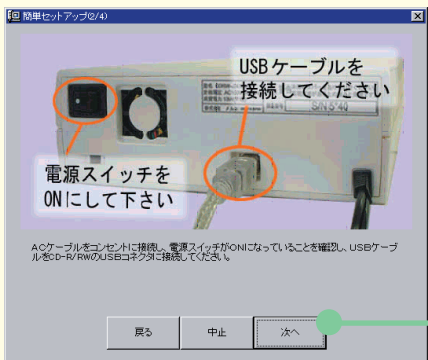 簡単セットアップ(2/4)
USBケーブルを
接続してください
S/N 5'40
電源スイッチを
ONにして下さい
ACケーブルをコンセントに接続し、電源スイッチがONになっていることを確認し、USBケーブ
ルをCD-R/RWのUSBコネクタに接続してください。
戻る
中止
次へ